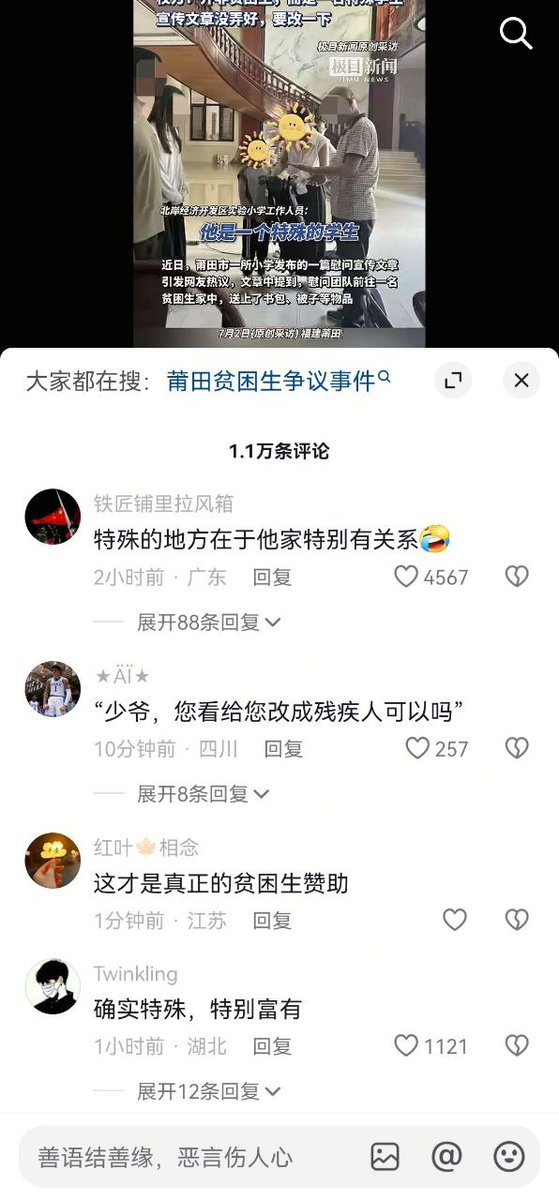 宣传文章没弄好，要改一下
极目新闻原创采访
极目新闻
TIME NEWS
北岸经济开发区实验小学工作人员：
他是一个特殊的学生
近日，莆田市一所小学发布的一篇慰问宣传文章
引发网友热议，文章中提到，慰问团队前往一名
贫困生家中，送上了书包、被子等物品
7月2日(原创采访) 福建莆田
大家都在搜：莆田贫困生争议事件
1.1万条评论
铁匠铺里拉风箱
特殊的地方在于他家特别有关系
2小时前 · 广东 回复
4567
展开88条回复
★ÄÏ★
“少爷，您看给您改成残疾人可以吗”
10分钟前 · 四川 回复
257
展开8条回复
红叶🍁相念
这才是真正的贫困生赞助
1分钟前 · 江苏 回复
Twinkling
确实特殊，特别富有
1小时前 · 湖北 回复
1121
展开12条回复
善语结善缘，恶言伤人心
@